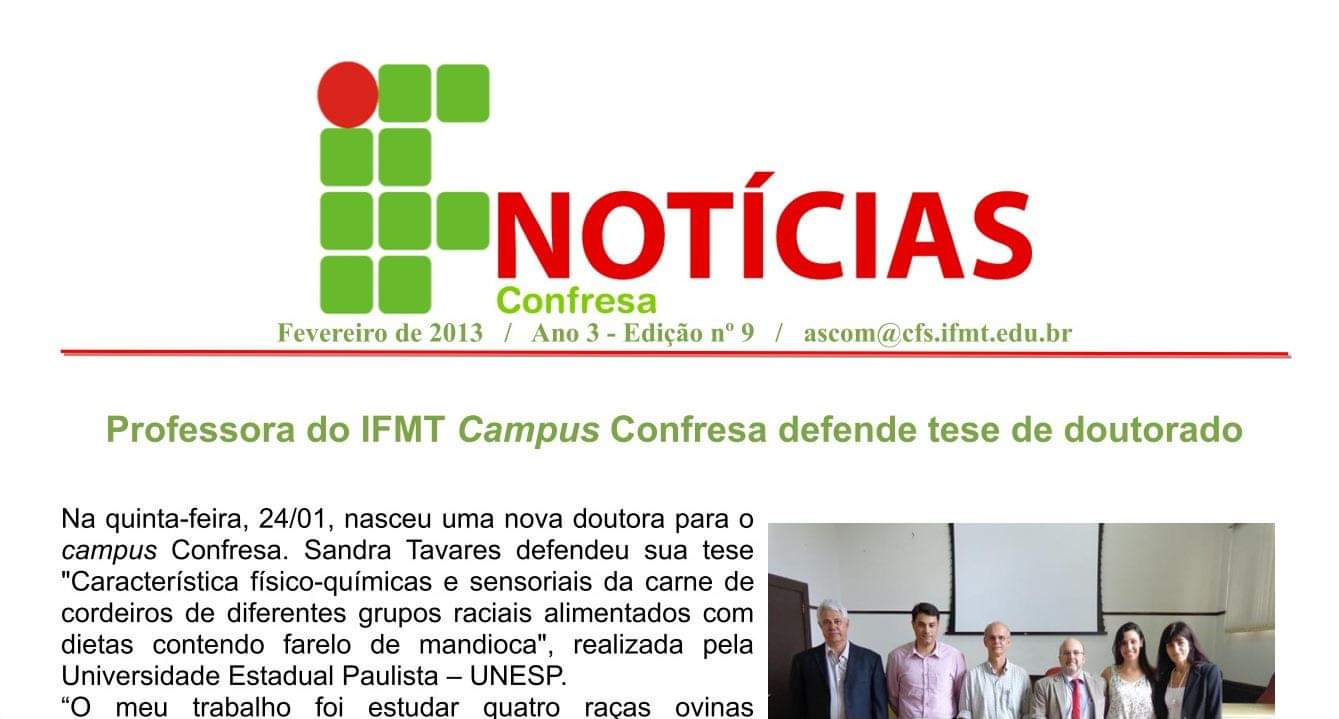 NOTÍCIAS
Confresa
Fevereiro de 2013 / Ano 3 - Edição nº 9 / ascom@cfs.ifmt.edu.br
Professora do IFMT Campus Confresa defende tese de doutorado
Na quinta-feira, 24/01, nasceu uma nova doutora para o
campus Confresa. Sandra Tavares defendeu sua tese
"Característica físico-químicas e sensoriais da carne de
cordeiros de diferentes grupos raciais alimentados com
dietas contendo farelo de mandioca", realizada pela
Universidade Estadual Paulista – UNESP.
“O meu trabalho foi estudar quatro raças ovinas